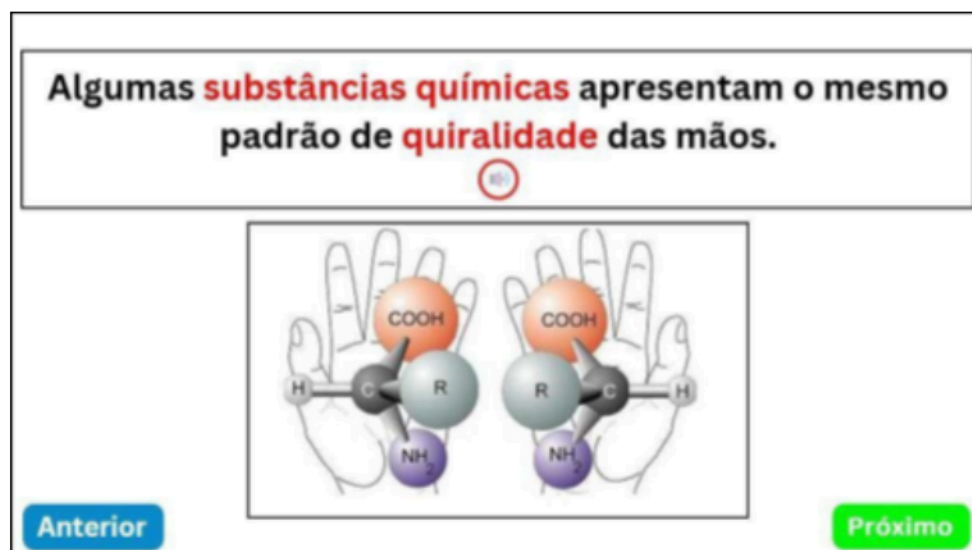 Algumas substâncias químicas apresentam o mesmo
padrão de quiralidade das mãos.
COOH COOH
H C R R C H
NH2 NH2
Anterior Próximo